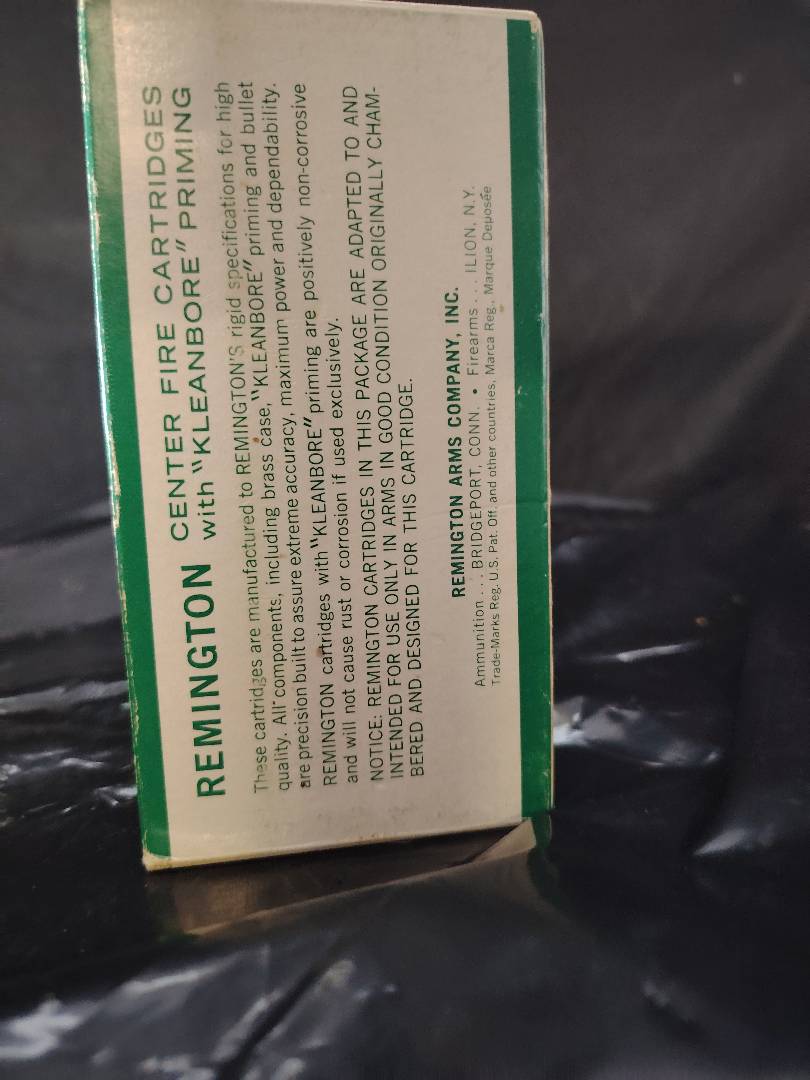 REMINGTON CENTER FIRE CARTRIDGES
with "KLEANBORE" PRIMING
These cartridges are manufactured to REMINGTON'S rigid specifications for high
quality. All components, including brass case, "KLEANBORE" priming and bullet
are precision built to assure extreme accuracy, maximum power and dependability.
REMINGTON cartridges with "KLEANBORE" priming are positively non-corrosive
and will not cause rust or corrosion if used exclusively.
NOTICE: REMINGTON CARTRIDGES IN THIS PACKAGE ARE ADAPTED TO AND
INTENDED FOR USE ONLY IN ARMS IN GOOD CONDITION ORIGINALLY CHAM-
BERED AND DESIGNED FOR THIS CARTRIDGE.
REMINGTON ARMS COMPANY, INC.
Ammunition . . . BRIDGEPORT, CONN. • Firearms . . . ILION, N.Y.
Trade-Marks Reg. U.S. Pat. Off. and other countries, Marca Reg., Marque Deposée